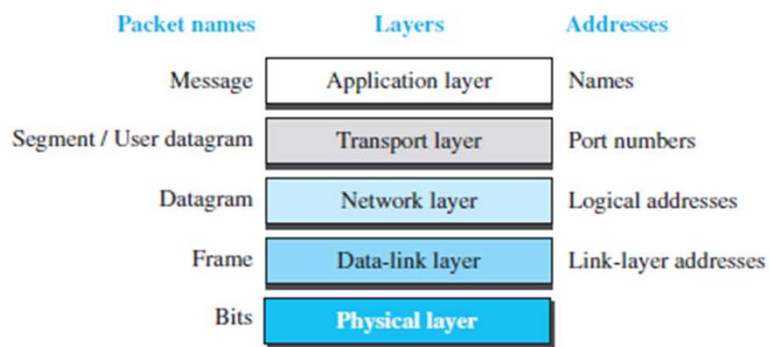 Packet names Layers Addresses
Message Application layer Names
Segment / User datagram Transport layer Port numbers
Datagram Network layer Logical addresses
Frame Data-link layer Link-layer addresses
Bits Physical layer